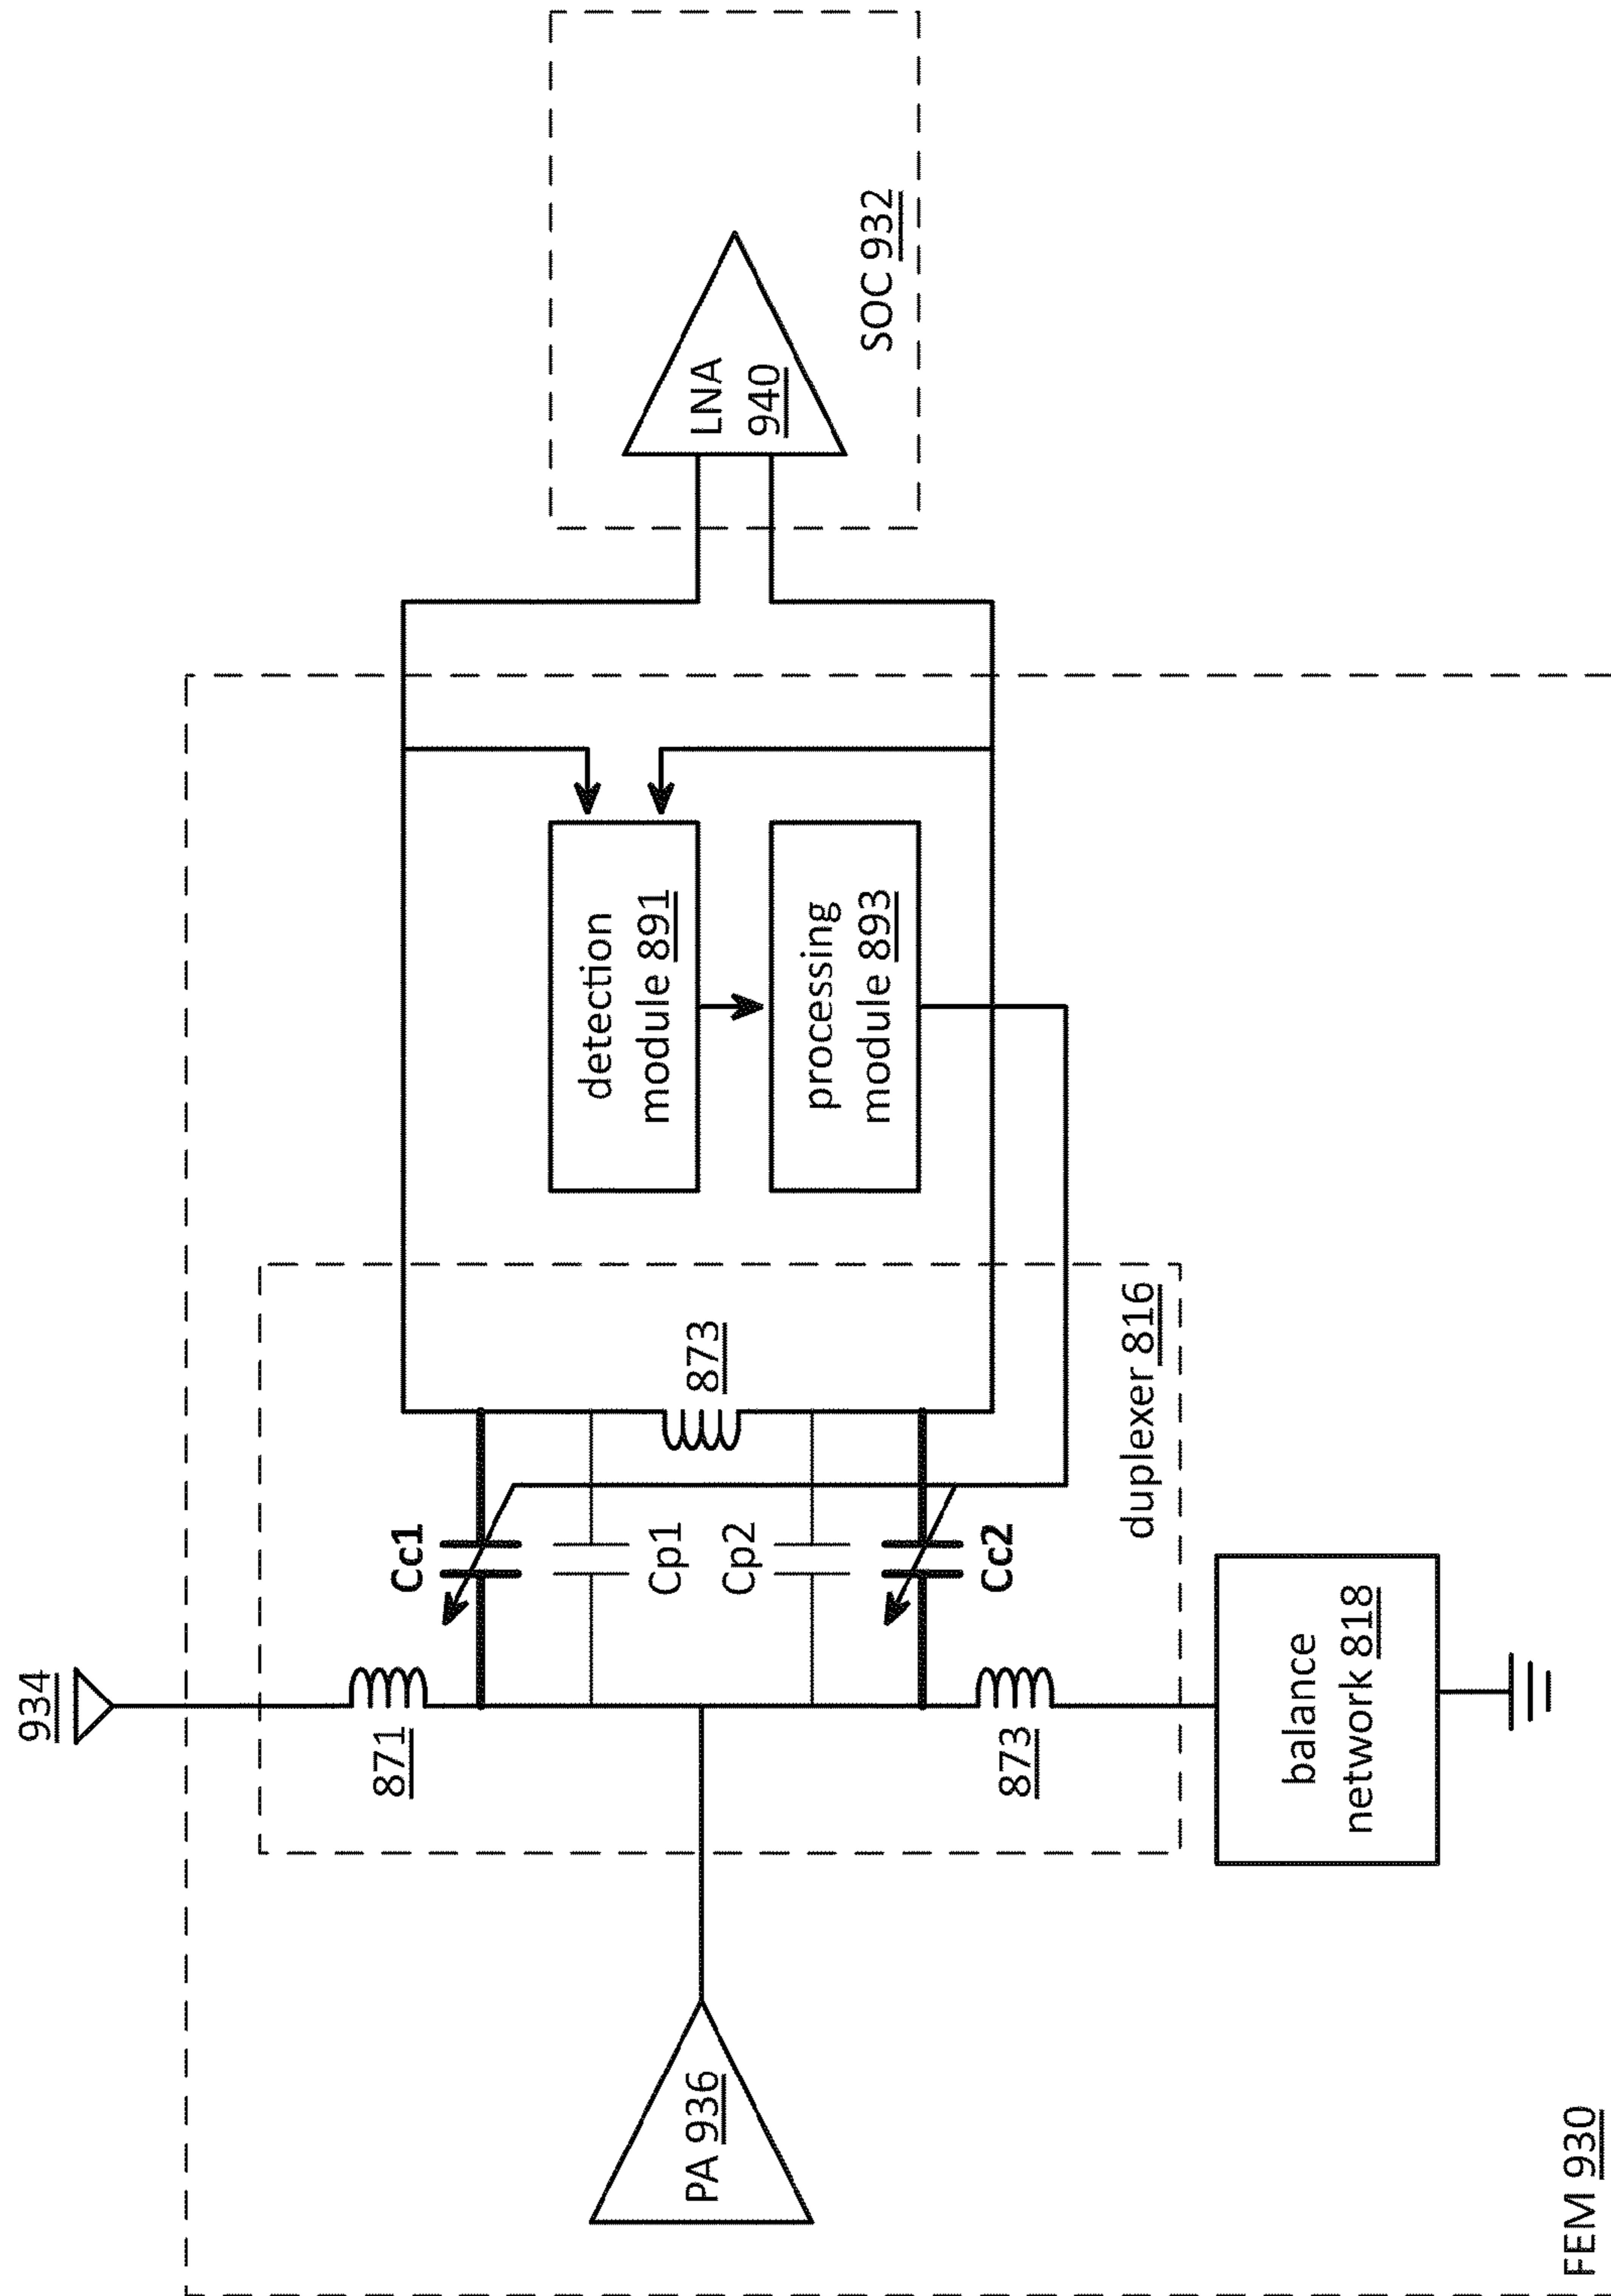 934
871
Cc1
Cp1
Cp2
Cc2
873
873
duplexer 816
PA 936
balance
network 818
FEM 930
detection
module 891
processing
module 893
LNA
940
SOC 932